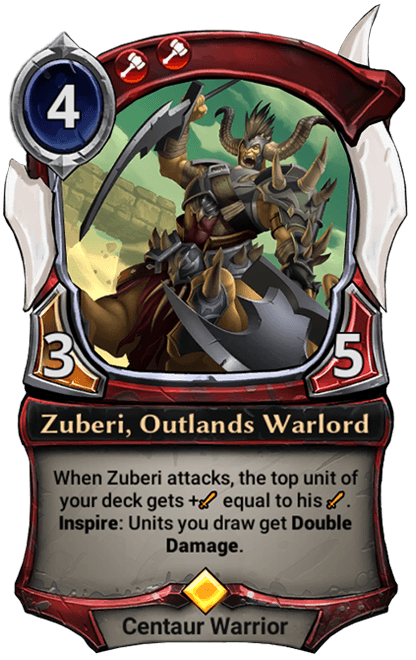 4
3
5
Zuberi, Outlands Warlord
When Zuberi attacks, the top unit of
your deck gets + equal to his .
Inspire: Units you draw get Double
Damage.
Centaur Warrior